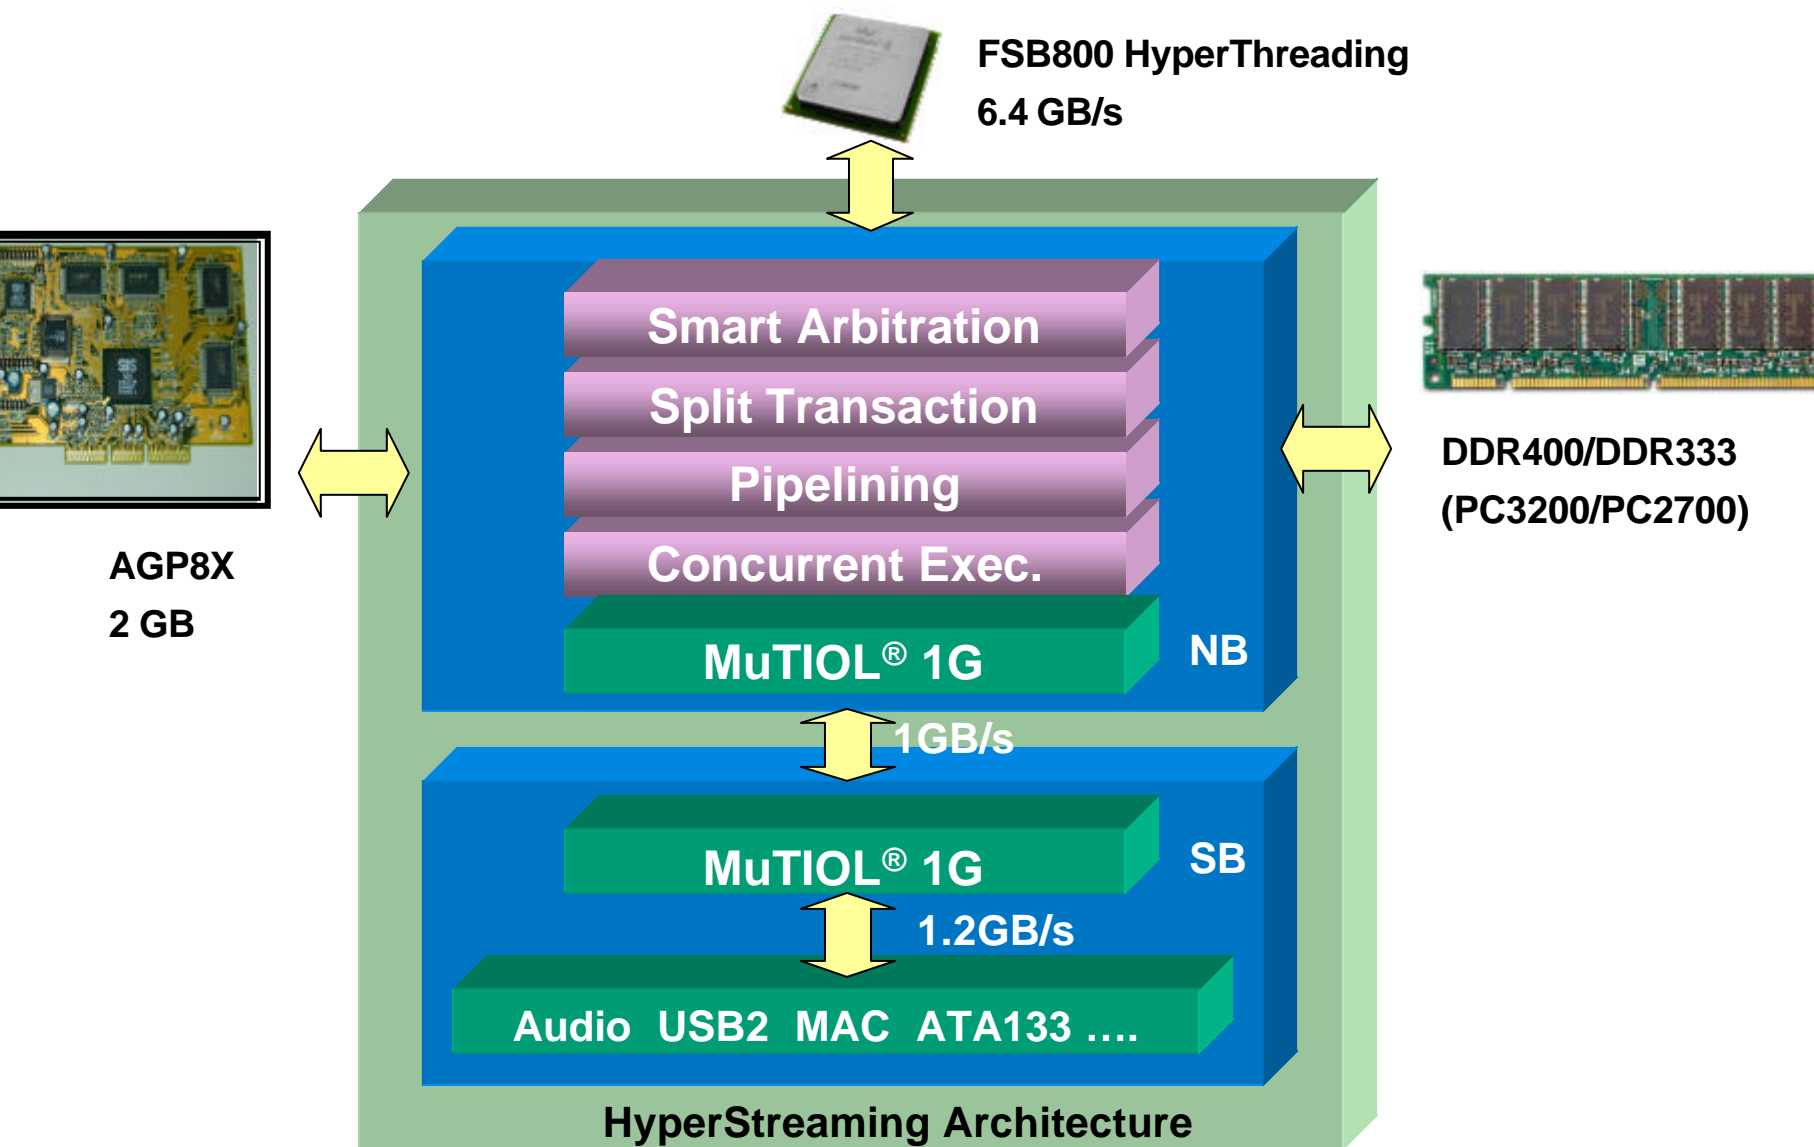 FSB800 HyperThreading
6.4 GB/s
Smart Arbitration
Split Transaction
Pipelining
Concurrent Exec.
MuTIOL® 1G
NB
AGP8X
2 GB
DDR400/DDR333
(PC3200/PC2700)
1GB/s
MuTIOL® 1G
SB
1.2GB/s
Audio USB2 MAC ATA133 ....
HyperStreaming Architecture
SiS